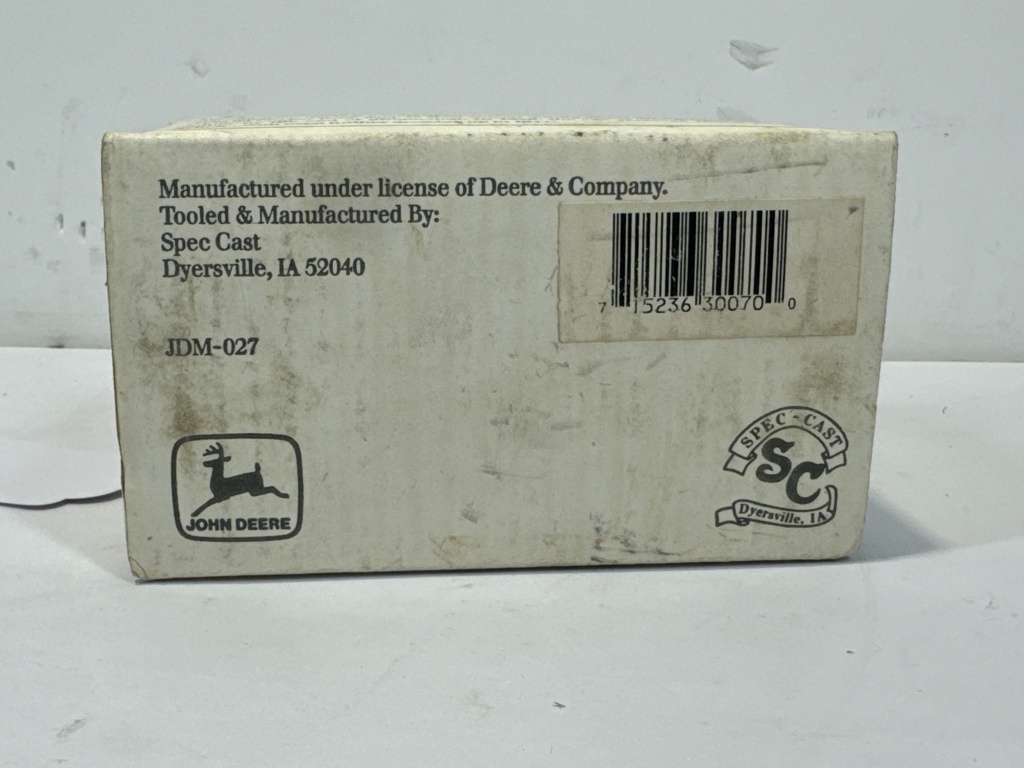 Manufactured under license of Deere & Company.
Tooled & Manufactured By:
Spec Cast
Dyersville, IA 52040
7 15236 30070 0
JDM-027
JOHN DEERE
SPEC-CAST
SC
Dyersville, IA